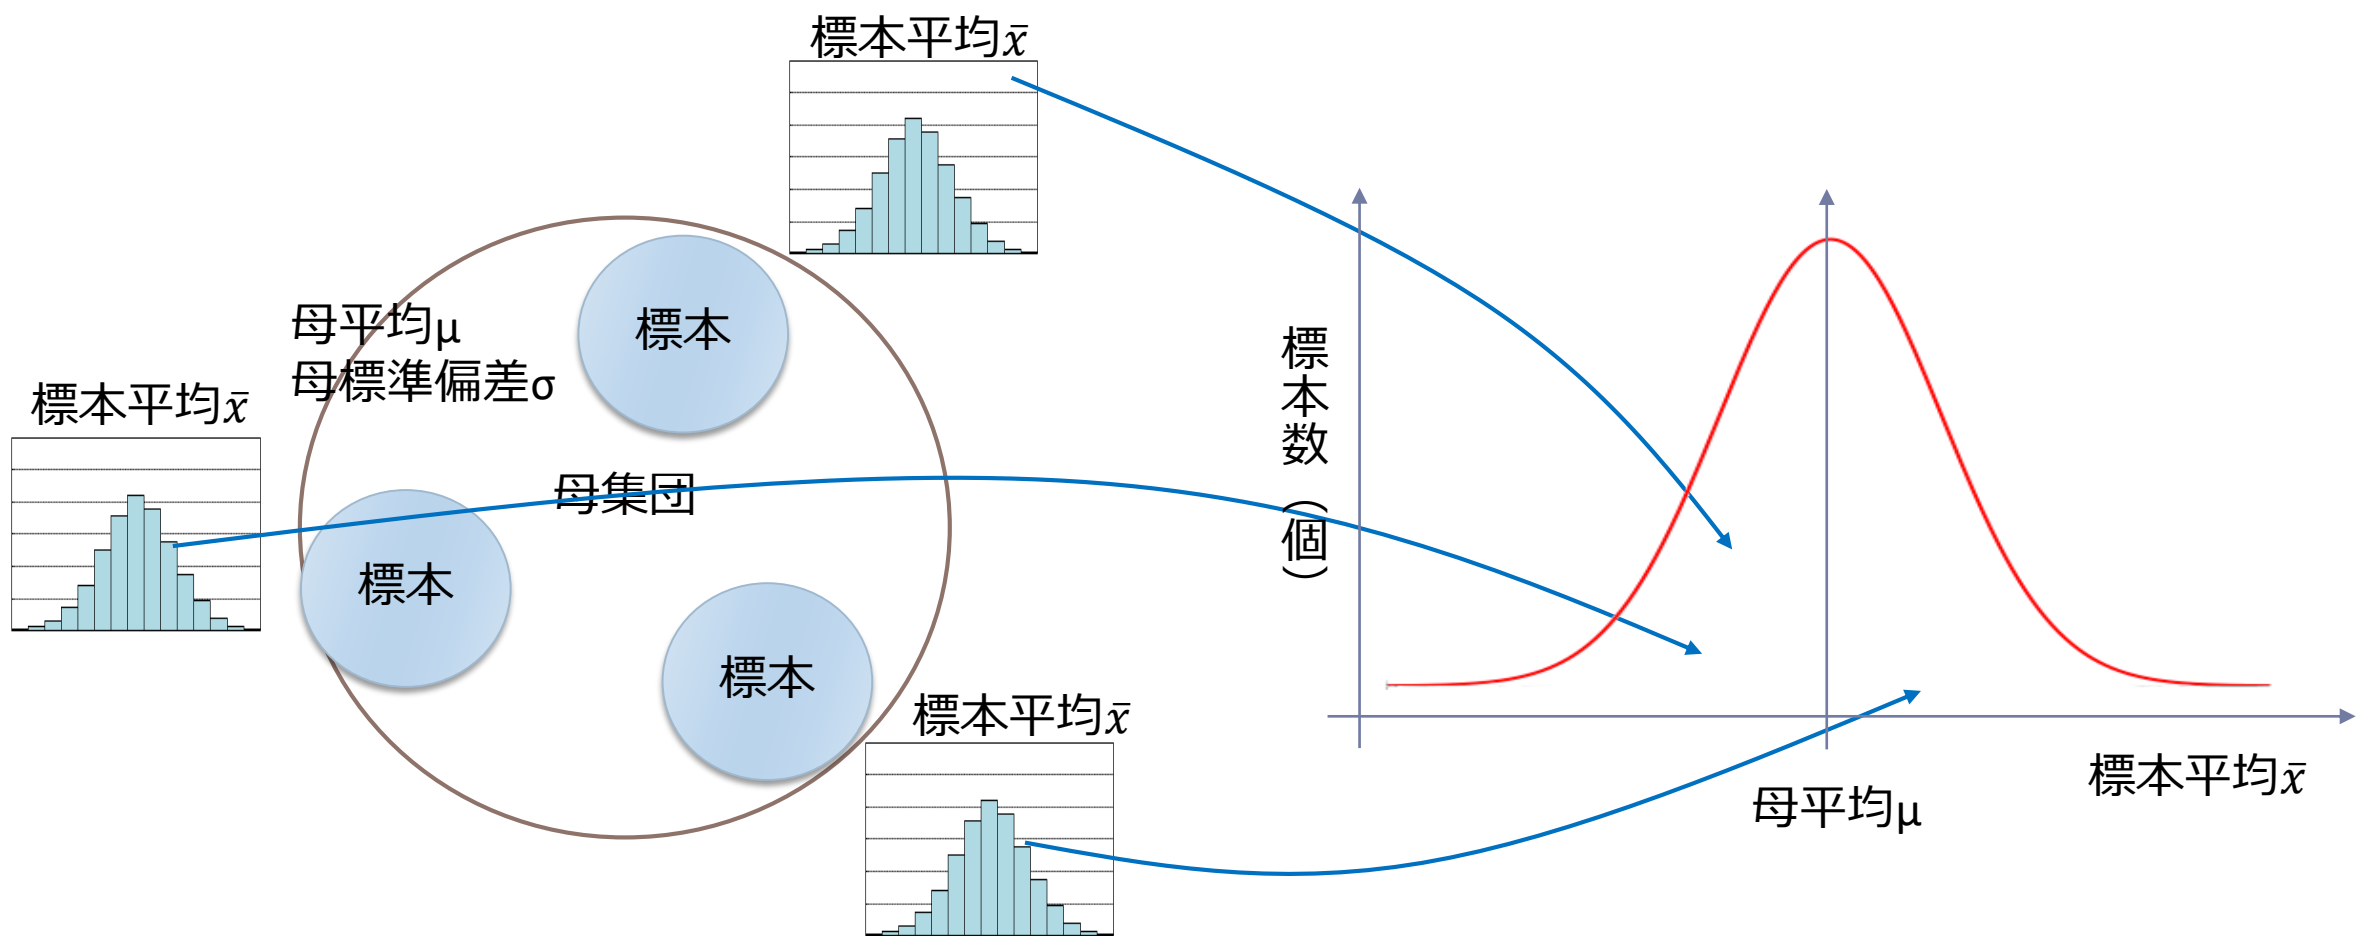 標本平均x̄
標本
母平均μ
母標準偏差σ
標本平均x̄
母集団
標本
標本
標本平均x̄
標本数（個）
母平均μ
標本平均x̄